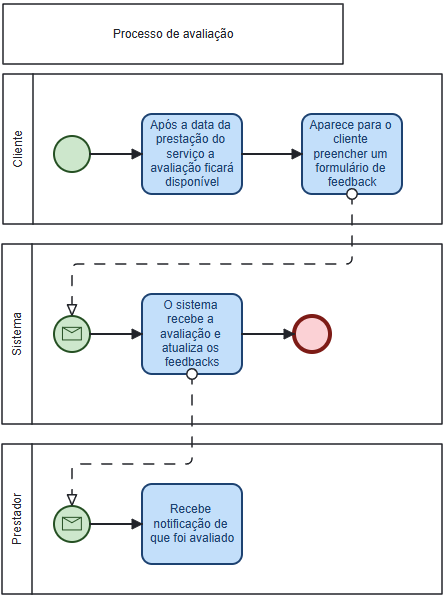 Processo de avaliação
Cliente
Após a data da
prestação do
serviço a
avaliação ficará
disponível
Aparece para o
cliente
preencher um
formulário de
feedback
Sistema
O sistema
recebe a
avaliação e
atualiza os
feedbacks
Prestador
Recebe
notificação de
que foi avaliado